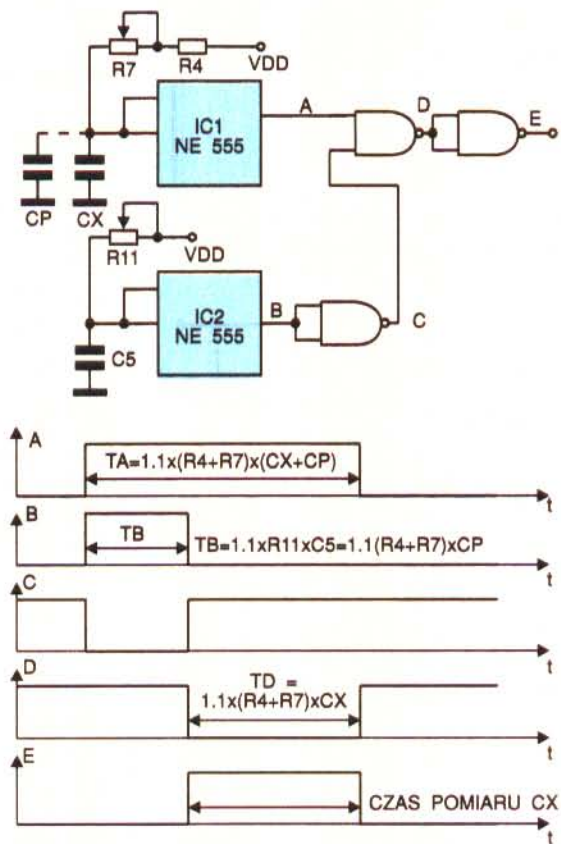 R7
R4
VDD
A
IC1
NE 555
D
E
CP
CX
R11
VDD
B
IC2
NE 555
C
C5
A
TA=1.1x(R4+R7)x(CX+CP)
t
B
TB
TB=1.1xR11xC5=1.1(R4+R7)xCP
t
C
t
D
TD =
1.1x(R4+R7)xCX
t
E
CZAS POMIARU CX
t